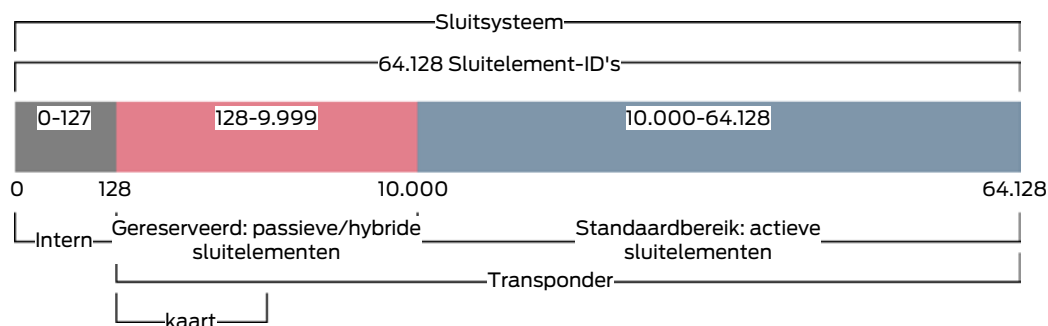 Sluitsysteem
64.128 Sluitelement-ID's
0-127 128-9.999 10.000-64.128
0 128 10.000 64.128
Intern Gereserveerd: passieve/hybride Standaardbereik: actieve
sluitelementen sluitelementen
Transponder
kaart